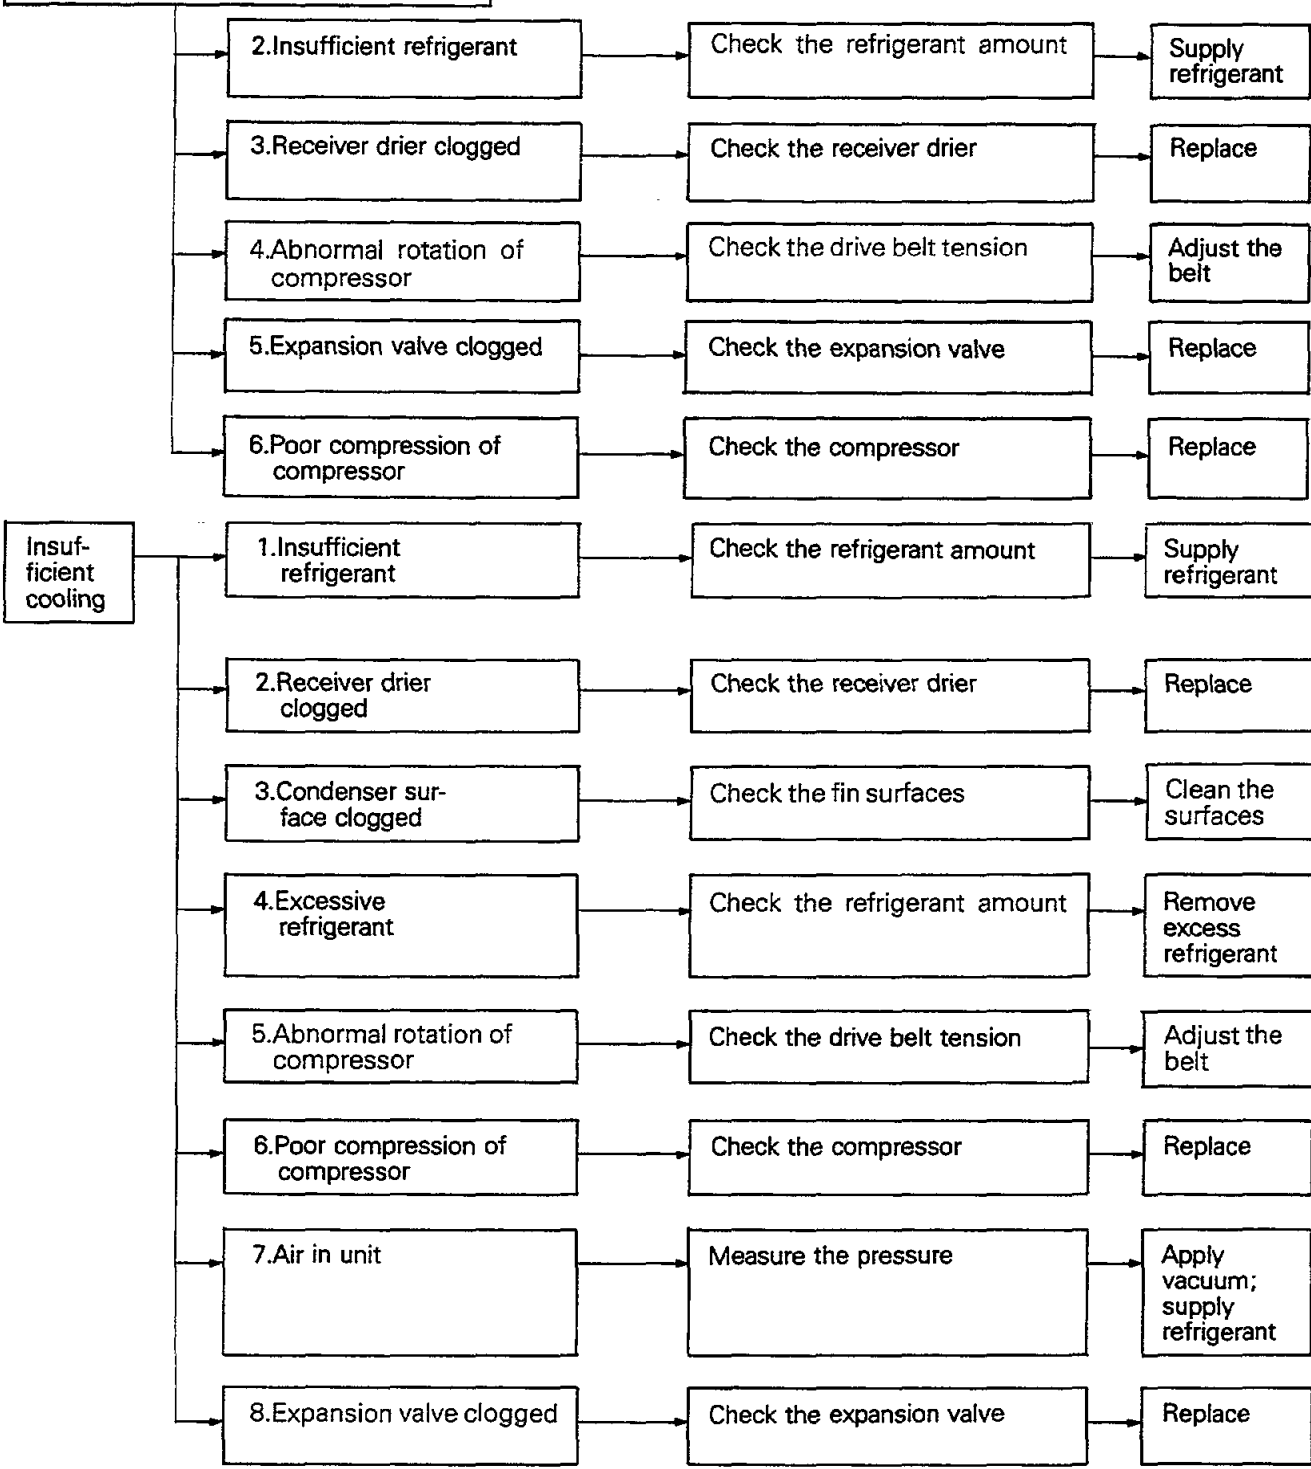 2.Insufficient refrigerant
Check the refrigerant amount
Supply
refrigerant
3.Receiver drier clogged
Check the receiver drier
Replace
4.Abnormal rotation of
compressor
Check the drive belt tension
Adjust the
belt
5.Expansion valve clogged
Check the expansion valve
Replace
6.Poor compression of
compressor
Check the compressor
Replace
Insuf-
ficient
cooling
1.Insufficient
refrigerant
Check the refrigerant amount
Supply
refrigerant
2.Receiver drier
clogged
Check the receiver drier
Replace
3.Condenser sur-
face clogged
Check the fin surfaces
Clean the
surfaces
4.Excessive
refrigerant
Check the refrigerant amount
Remove
excess
refrigerant
5.Abnormal rotation of
compressor
Check the drive belt tension
Adjust the
belt
6.Poor compression of
compressor
Check the compressor
Replace
7.Air in unit
Measure the pressure
Apply
vacuum;
supply
refrigerant
8.Expansion valve clogged
Check the expansion valve
Replace